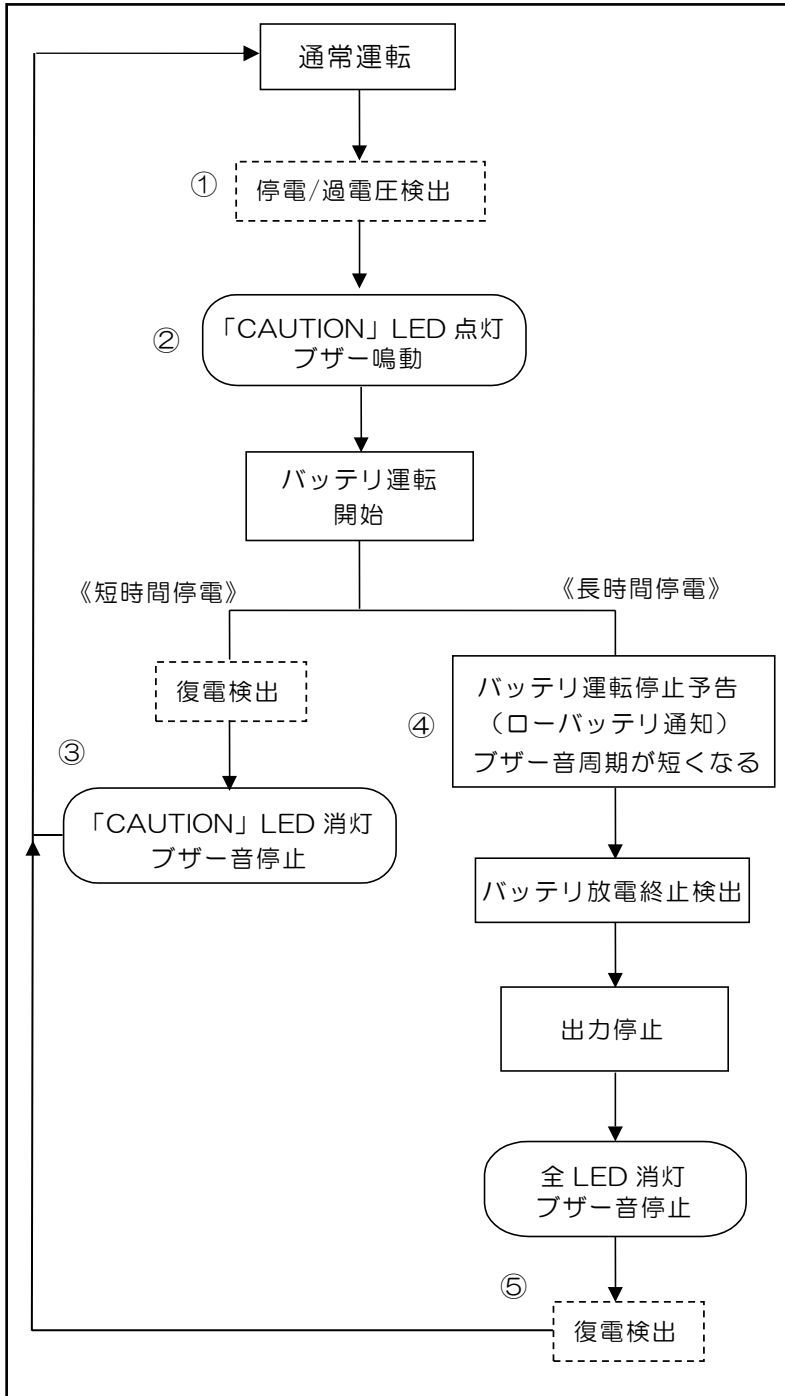 通常運転
①
停電/過電圧検出
②
「CAUTION」LED 点灯
ブザー鳴動
バッテリ運転
開始
《短時間停電》
《長時間停電》
復電検出
③
「CAUTION」LED 消灯
ブザー音停止
④
バッテリ運転停止予告
（ローバッテリ通知）
ブザー音周期が短くなる
バッテリ放電終止検出
出力停止
全 LED 消灯
ブザー音停止
⑤
復電検出